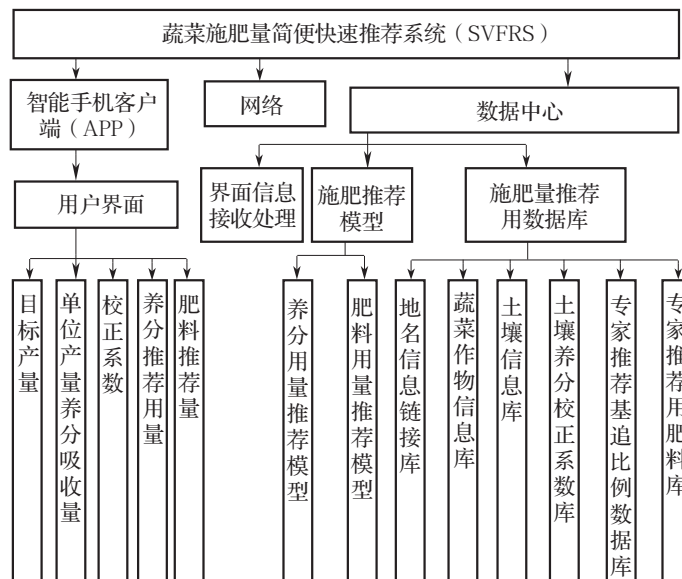 蔬菜施肥量简便快速推荐系统（SVFRS）
智能手机客户
端（APP）
网络
数据中心
用户界面
界面信息
接收处理
施肥推荐
模型
施肥量推荐
用数据库
目标产量
单位产量养分吸收量
校正系数
养分推荐用量
肥料推荐量
养分用量推荐模型
肥料用量推荐模型
地名信息链接库
蔬菜作物信息库
土壤信息库
土壤养分校正系数库
专家推荐基追比例数据库
专家推荐用肥料库